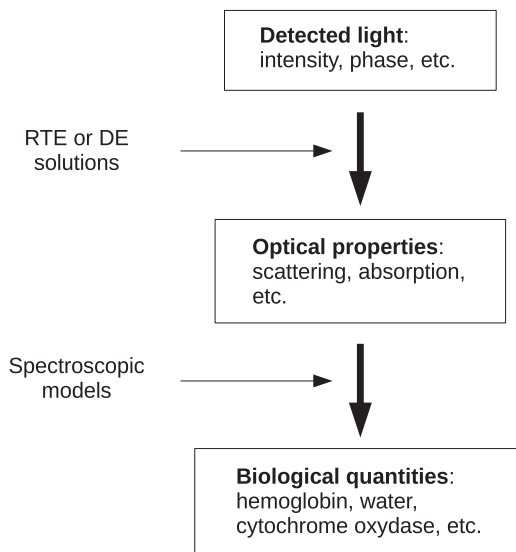 Detected light:
intensity, phase, etc.
RTE or DE
solutions
Optical properties:
scattering, absorption,
etc.
Spectroscopic
models
Biological quantities:
hemoglobin, water,
cytochrome oxydase, etc.